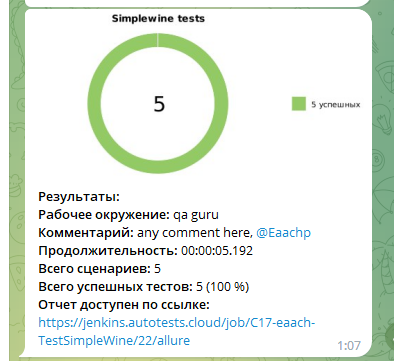 Simplewine tests
5
5 успешных
Результаты:
Рабочее окружение: qa guru
Комментарий: any comment here, @Eaachp
Продолжительность: 00:00:05.192
Всего сценариев: 5
Всего успешных тестов: 5 (100 %)
Отчет доступен по ссылке:
https://jenkins.autotests.cloud/job/C17-eaach-
TestSimpleWine/22/allure
1:07